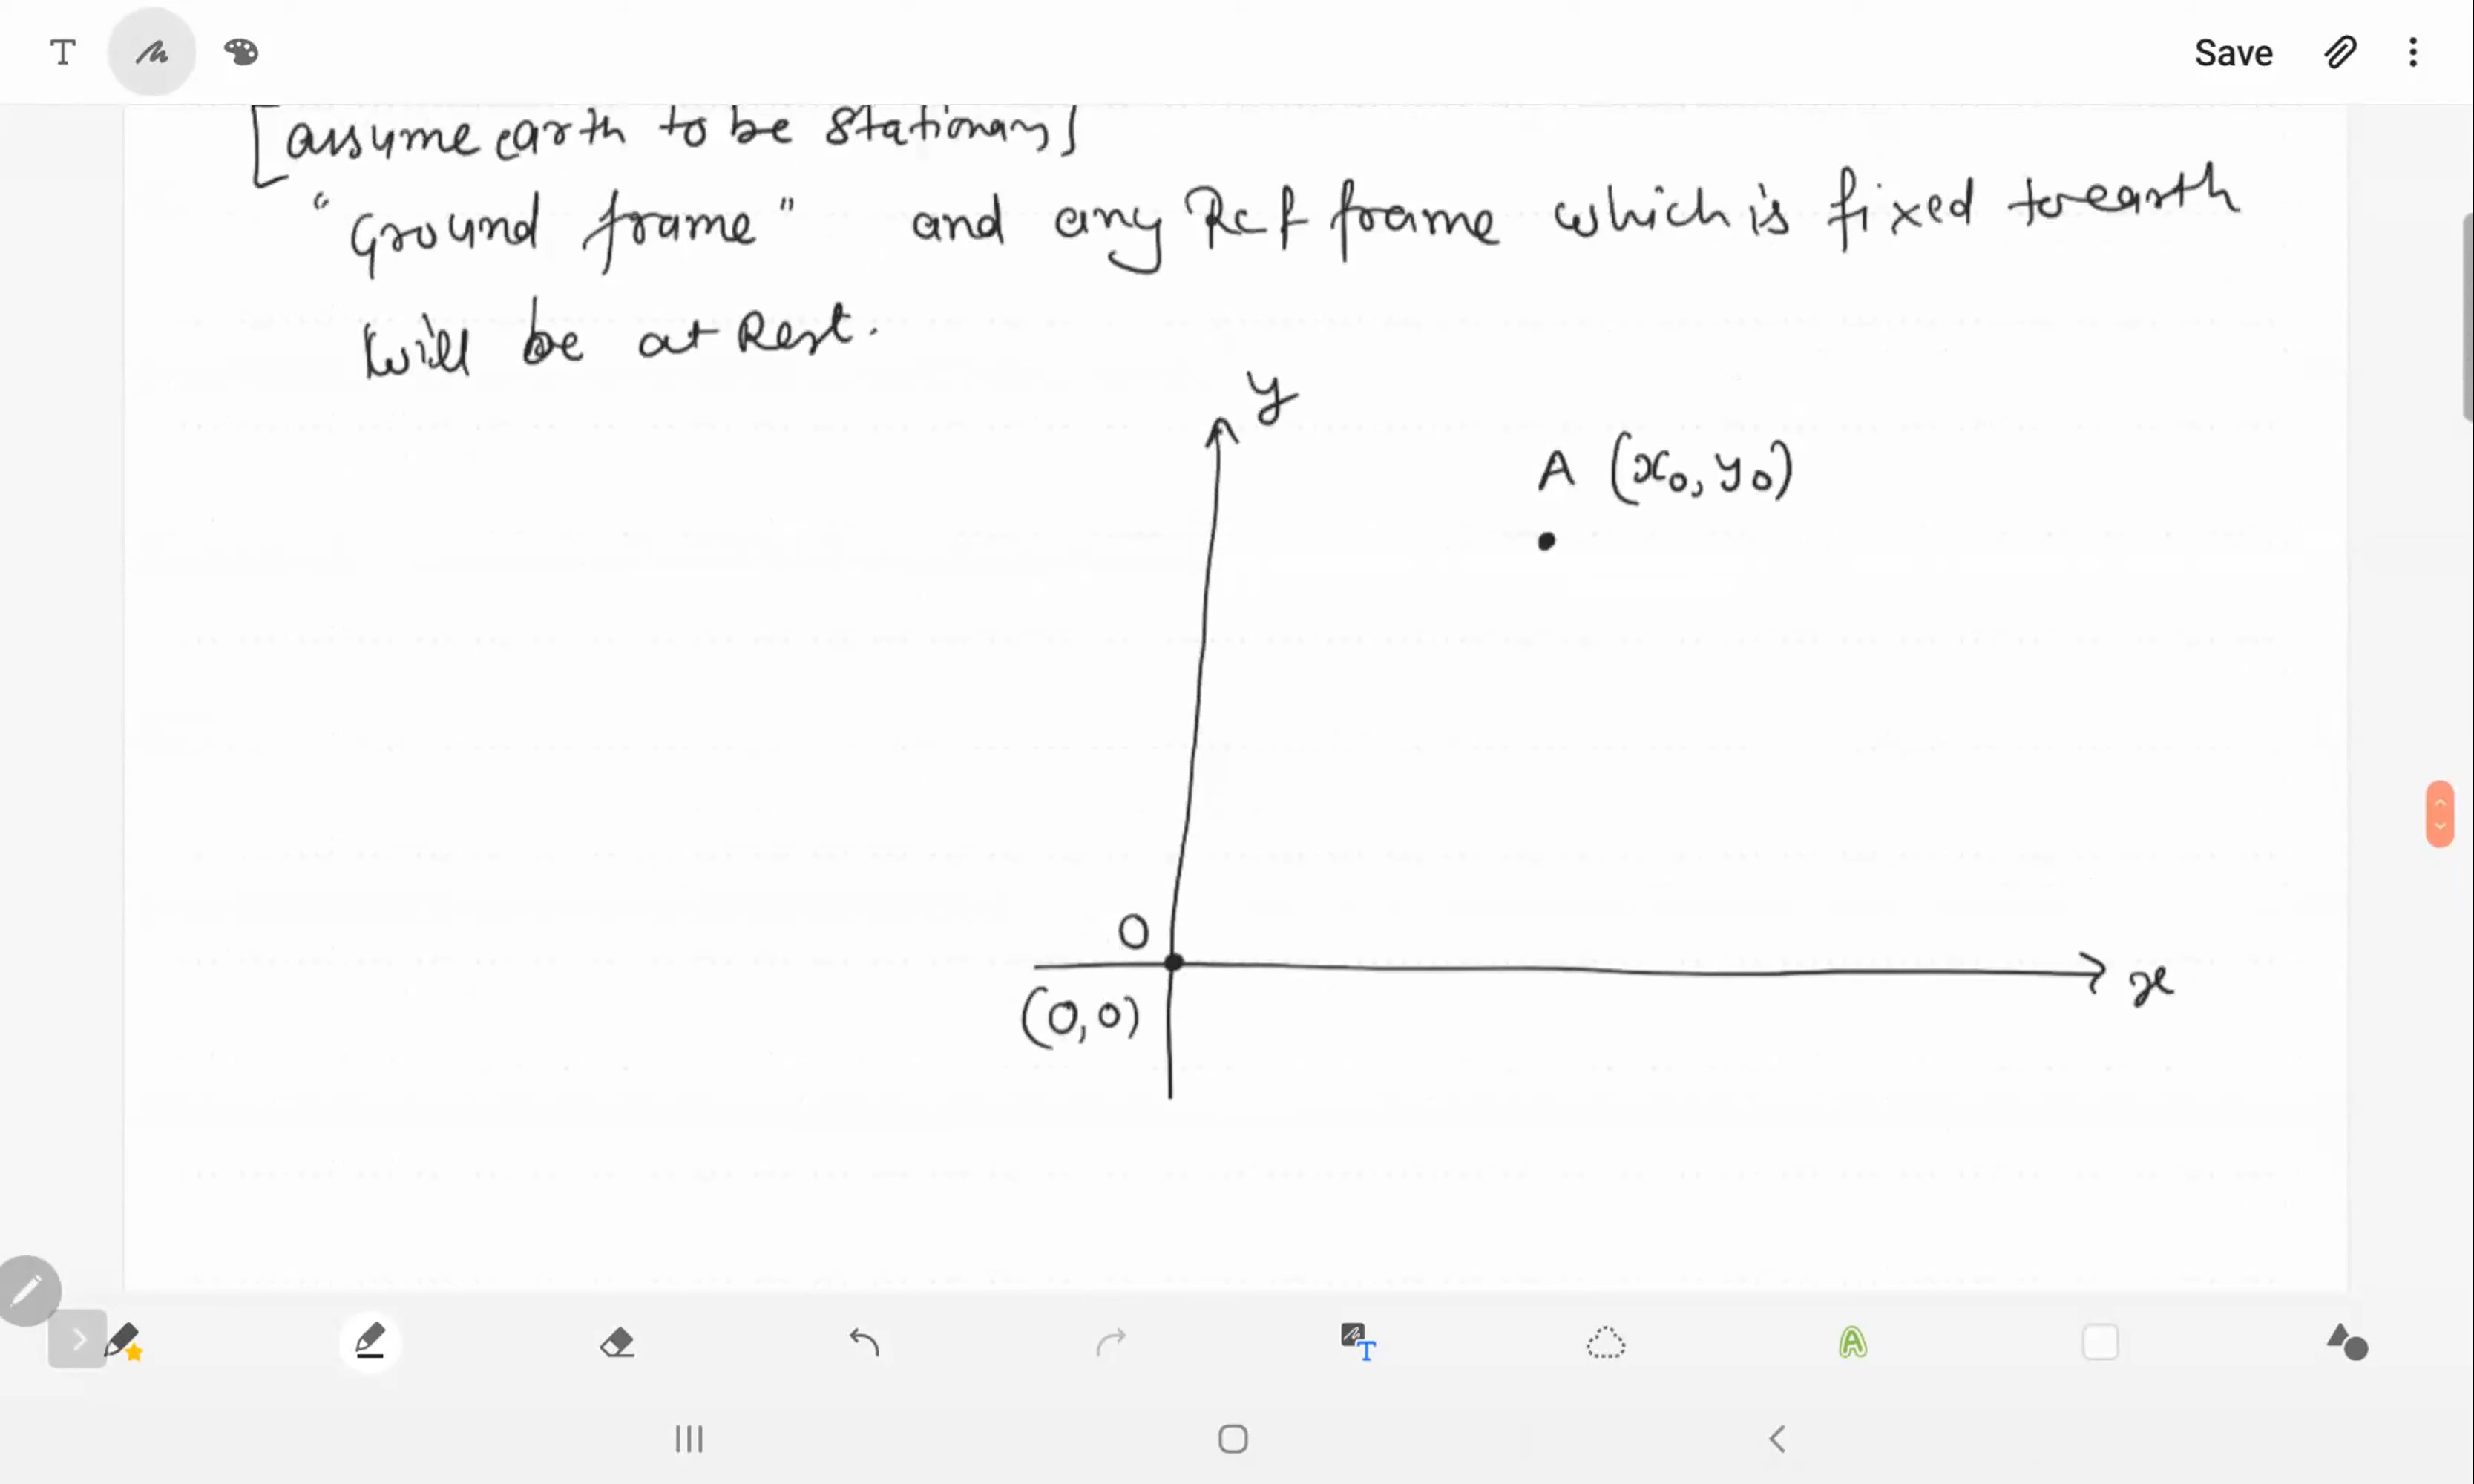 Save
[assume earth to be stationary]
"Ground frame" and any Ref frame which is fixed to earth
will be at Rest.
y
A (x₀, y₀)
O
x
(0,0)
T
A